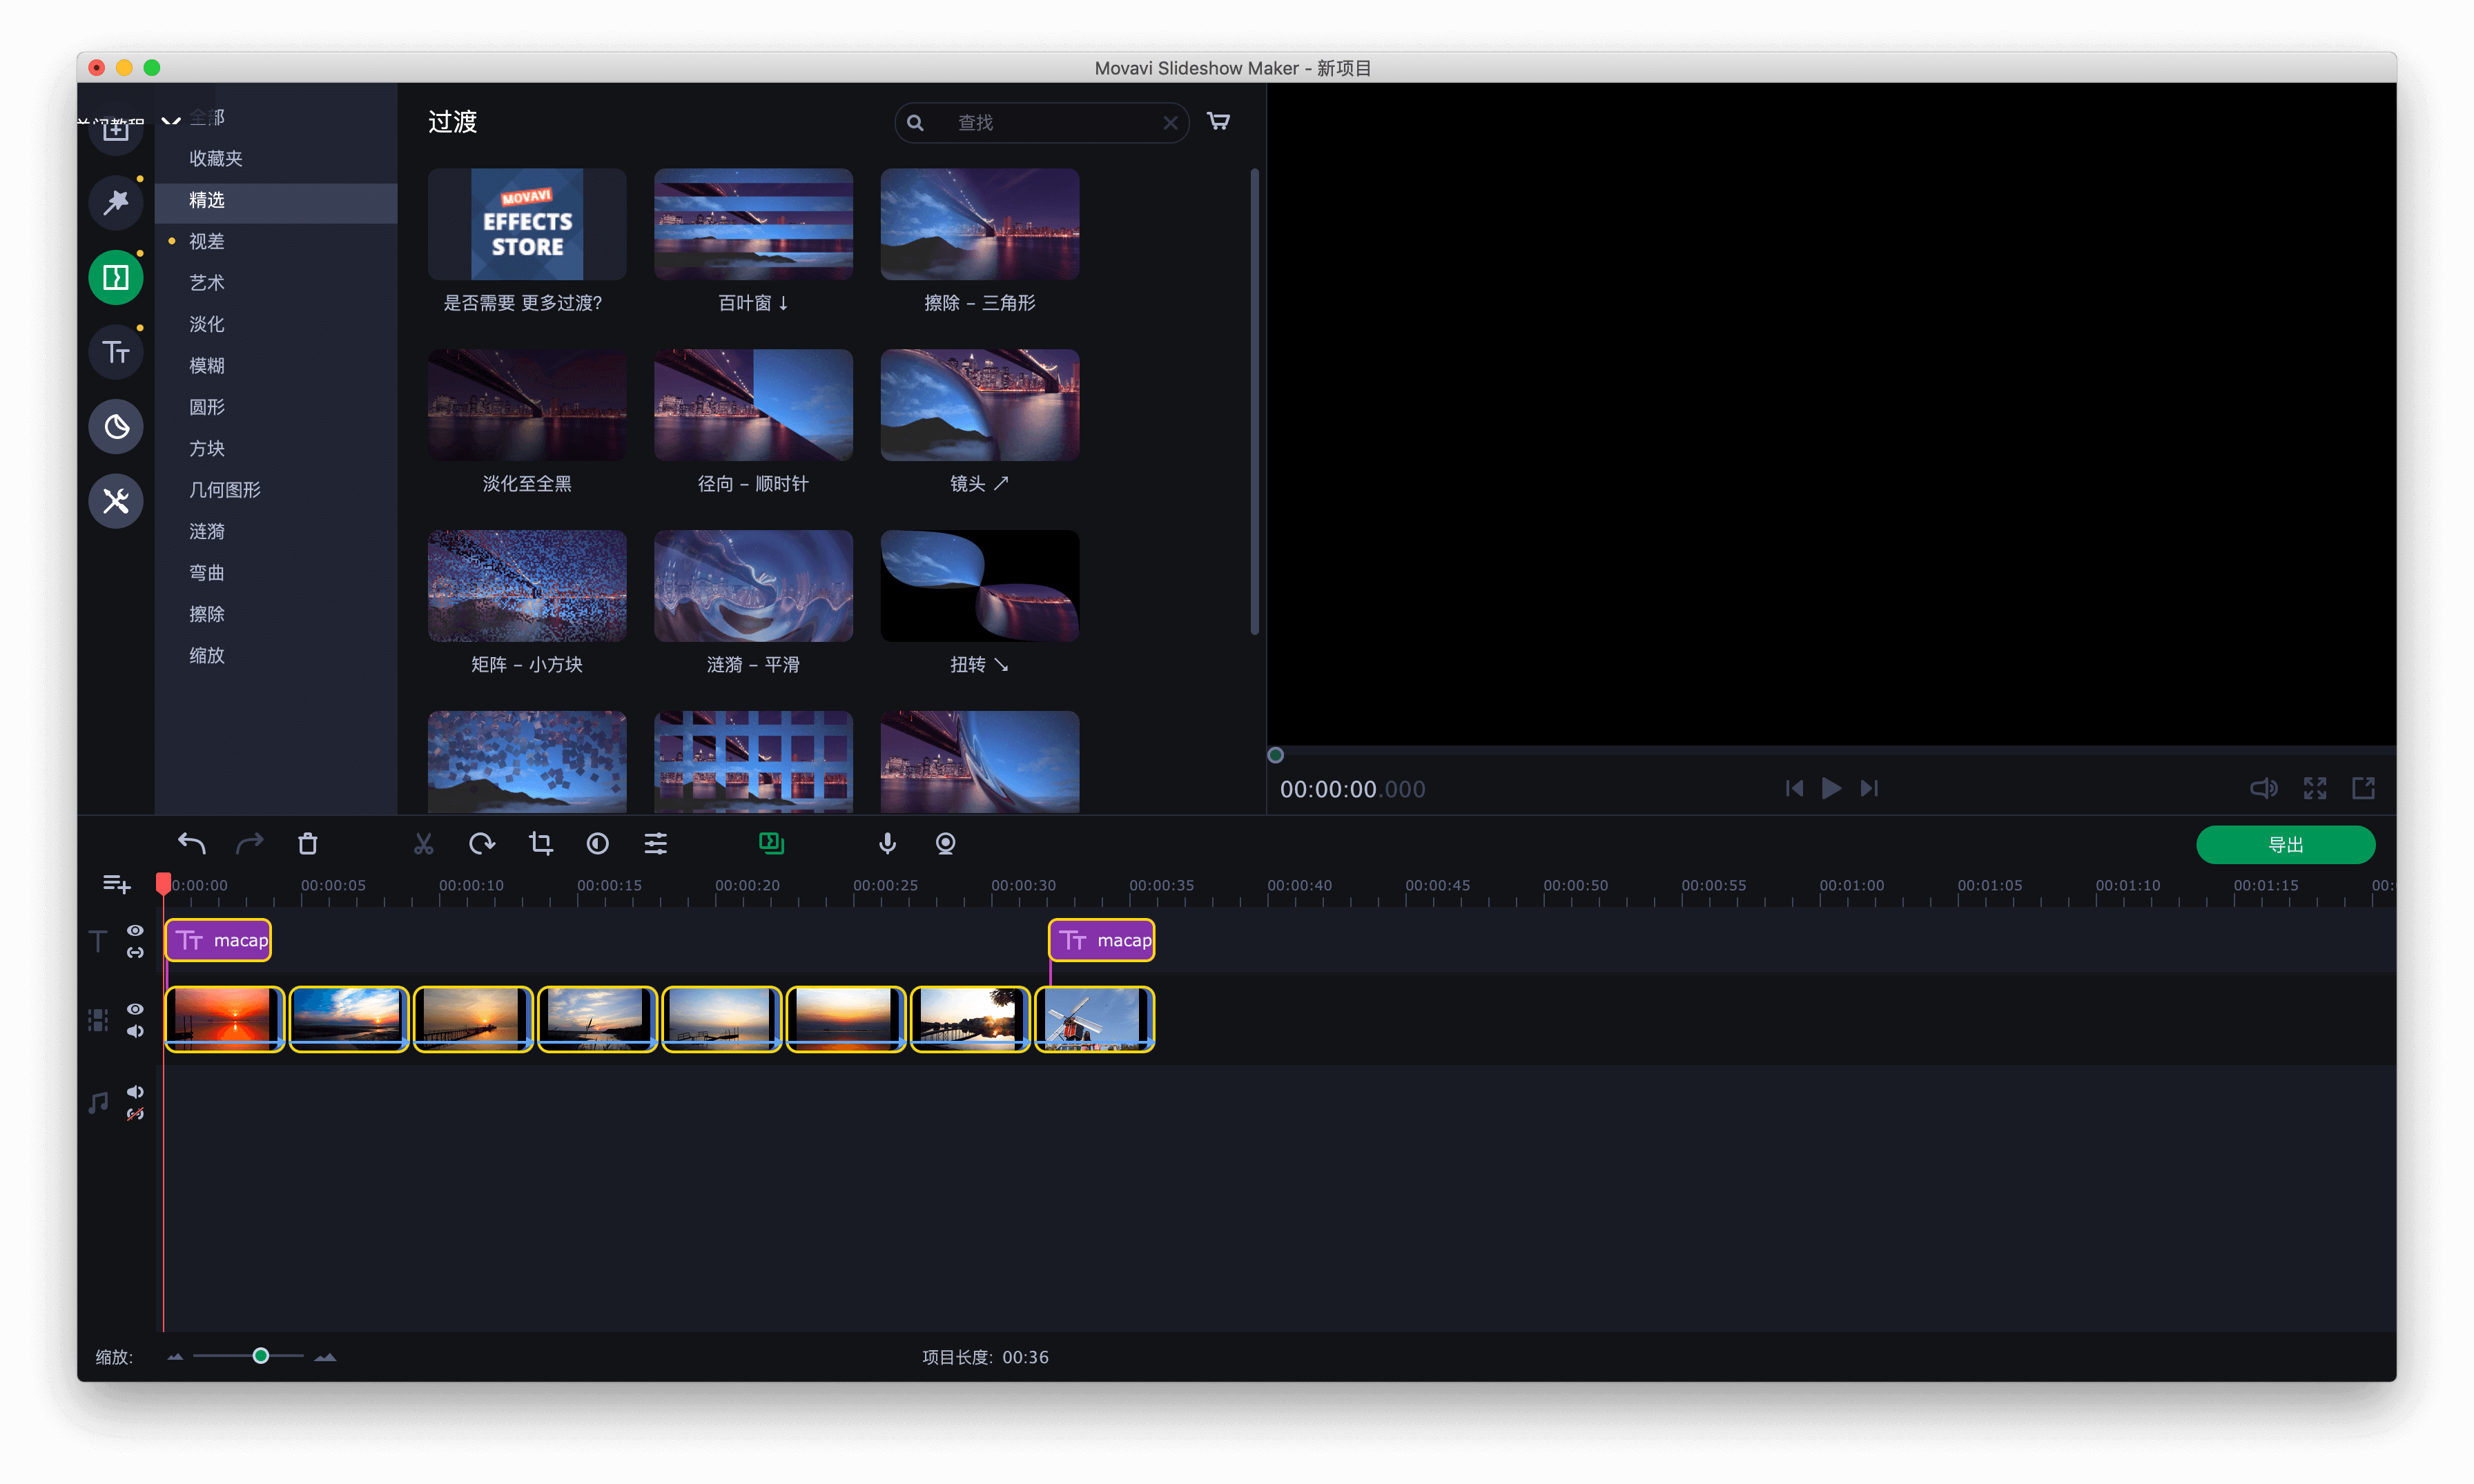 Movavi Slideshow Maker - 新项目
关闭教程
全部
收藏夹
精选
视差
艺术
淡化
模糊
圆形
方块
几何图形
涟漪
弯曲
擦除
缩放
过渡
查找
MOVAVI
EFFECTS
STORE
是否需要 更多过渡?
百叶窗 ↓
擦除 – 三角形
淡化至全黑
径向 – 顺时针
镜头 ↗
矩阵 – 小方块
涟漪 – 平滑
扭转 ↘
00:00:00.000
导出
0:00:00 00:00:05 00:00:10 00:00:15 00:00:20 00:00:25 00:00:30 00:00:35 00:00:40 00:00:45 00:00:50 00:00:55 00:01:00 00:01:05 00:01:10 00:01:15 00:
Tт macap
Tт macap
缩放:
项目长度: 00:36